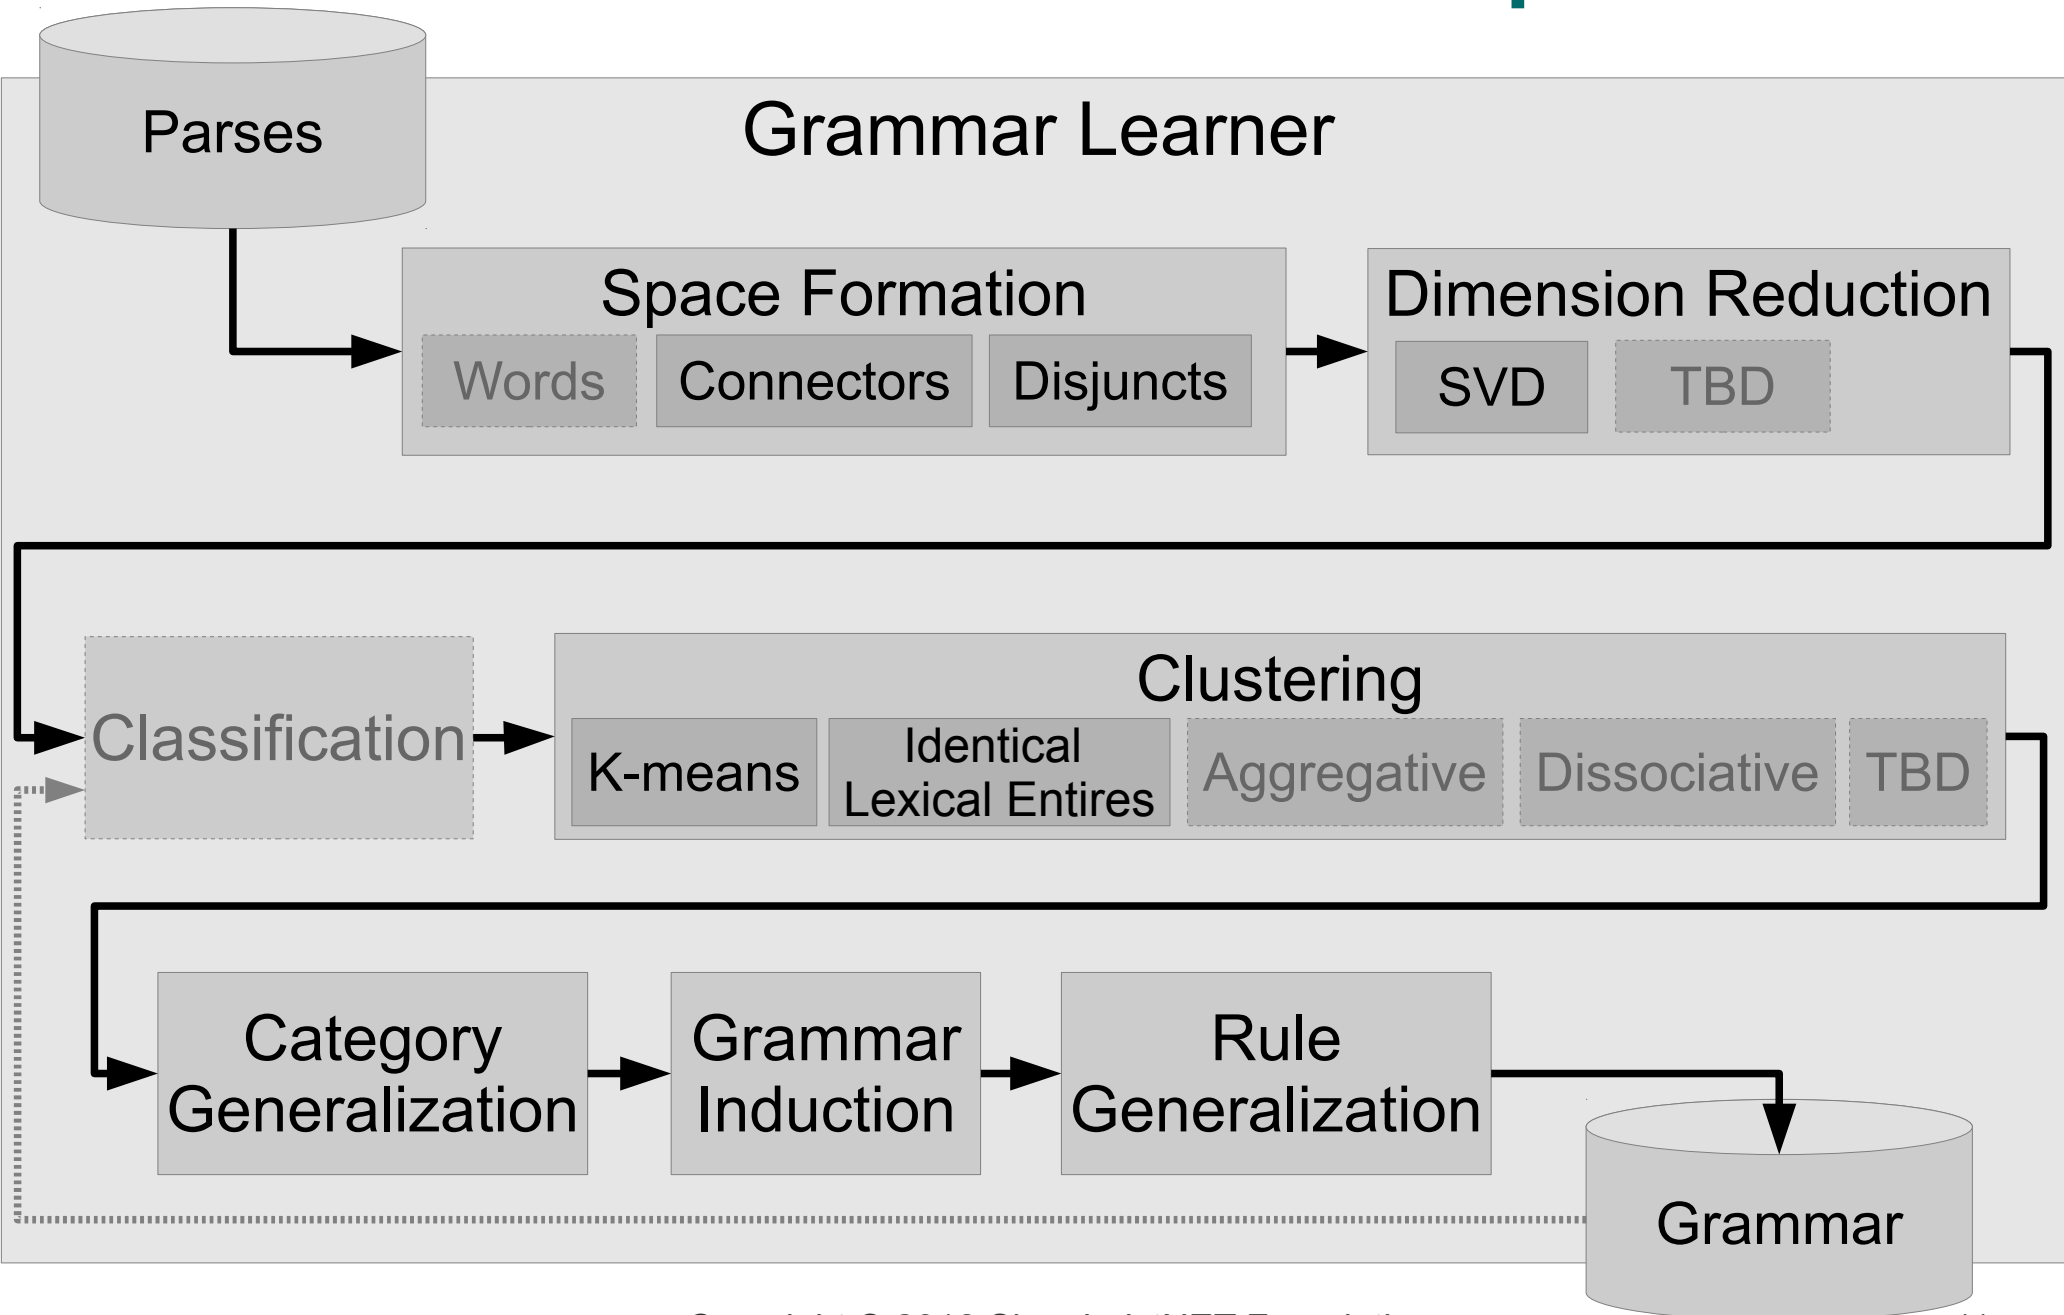 Parses
Grammar Learner
Space Formation
Words
Connectors
Disjuncts
Dimension Reduction
SVD
TBD
Classification
Clustering
K-means
Identical
Lexical Entires
Aggregative
Dissociative
TBD
Category
Generalization
Grammar
Induction
Rule
Generalization
Grammar